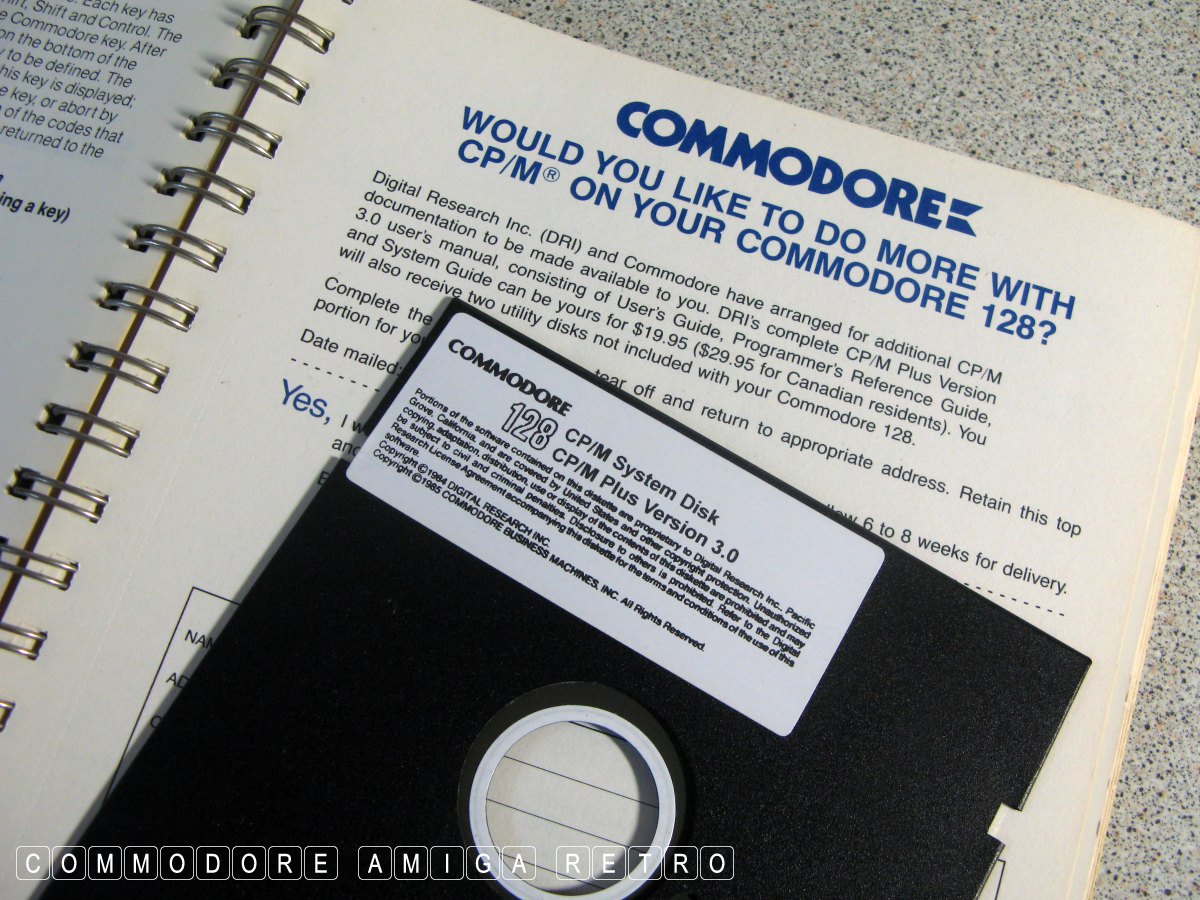 . Each key has
ift, Shift and Control. The
e Commodore key. After
on the bottom of the
y to be defined. The
his key is displayed;
e key, or abort by
of the codes that
returned to the
ing a key)
COMMODORE
WOULD YOU LIKE TO DO MORE WITH
CP/M® ON YOUR COMMODORE 128?
Digital Research Inc. (DRI) and Commodore have arranged for additional CP/M
documentation to be made available to you. DRI's complete CP/M Plus Version
3.0 user's manual, consisting of User's Guide, Programmer's Reference Guide,
and System Guide can be yours for $19.95 ($29.95 for Canadian residents). You
will also receive two utility disks not included with your Commodore 128.
Complete the tear off and return to appropriate address. Retain this top
portion for yo
Date mailed: 6 to 8 weeks for delivery.
Yes, I w
an
NAM
AD
COMMODORE
128 CP/M System Disk
CP/M Plus Version 3.0
Portions of the software contained on this diskette are proprietary to Digital Research Inc. Pacific
Grove, California, and are covered by United States and other copyright protection. Unauthorized
copying, adaptation, distribution, use or display of the contents of this diskette are prohibited and may
be subject to civil and criminal penalties. Disclosure to others is prohibited. Refer to the Digital
Research License Agreement accompanying this diskette for the terms and conditions of the use of this
software.
Copyright ©1984 DIGITAL RESEARCH INC.
Copyright ©1985 COMMODORE BUSINESS MACHINES, INC. All Rights Reserved.
COMMODORE AMIGA RETRO